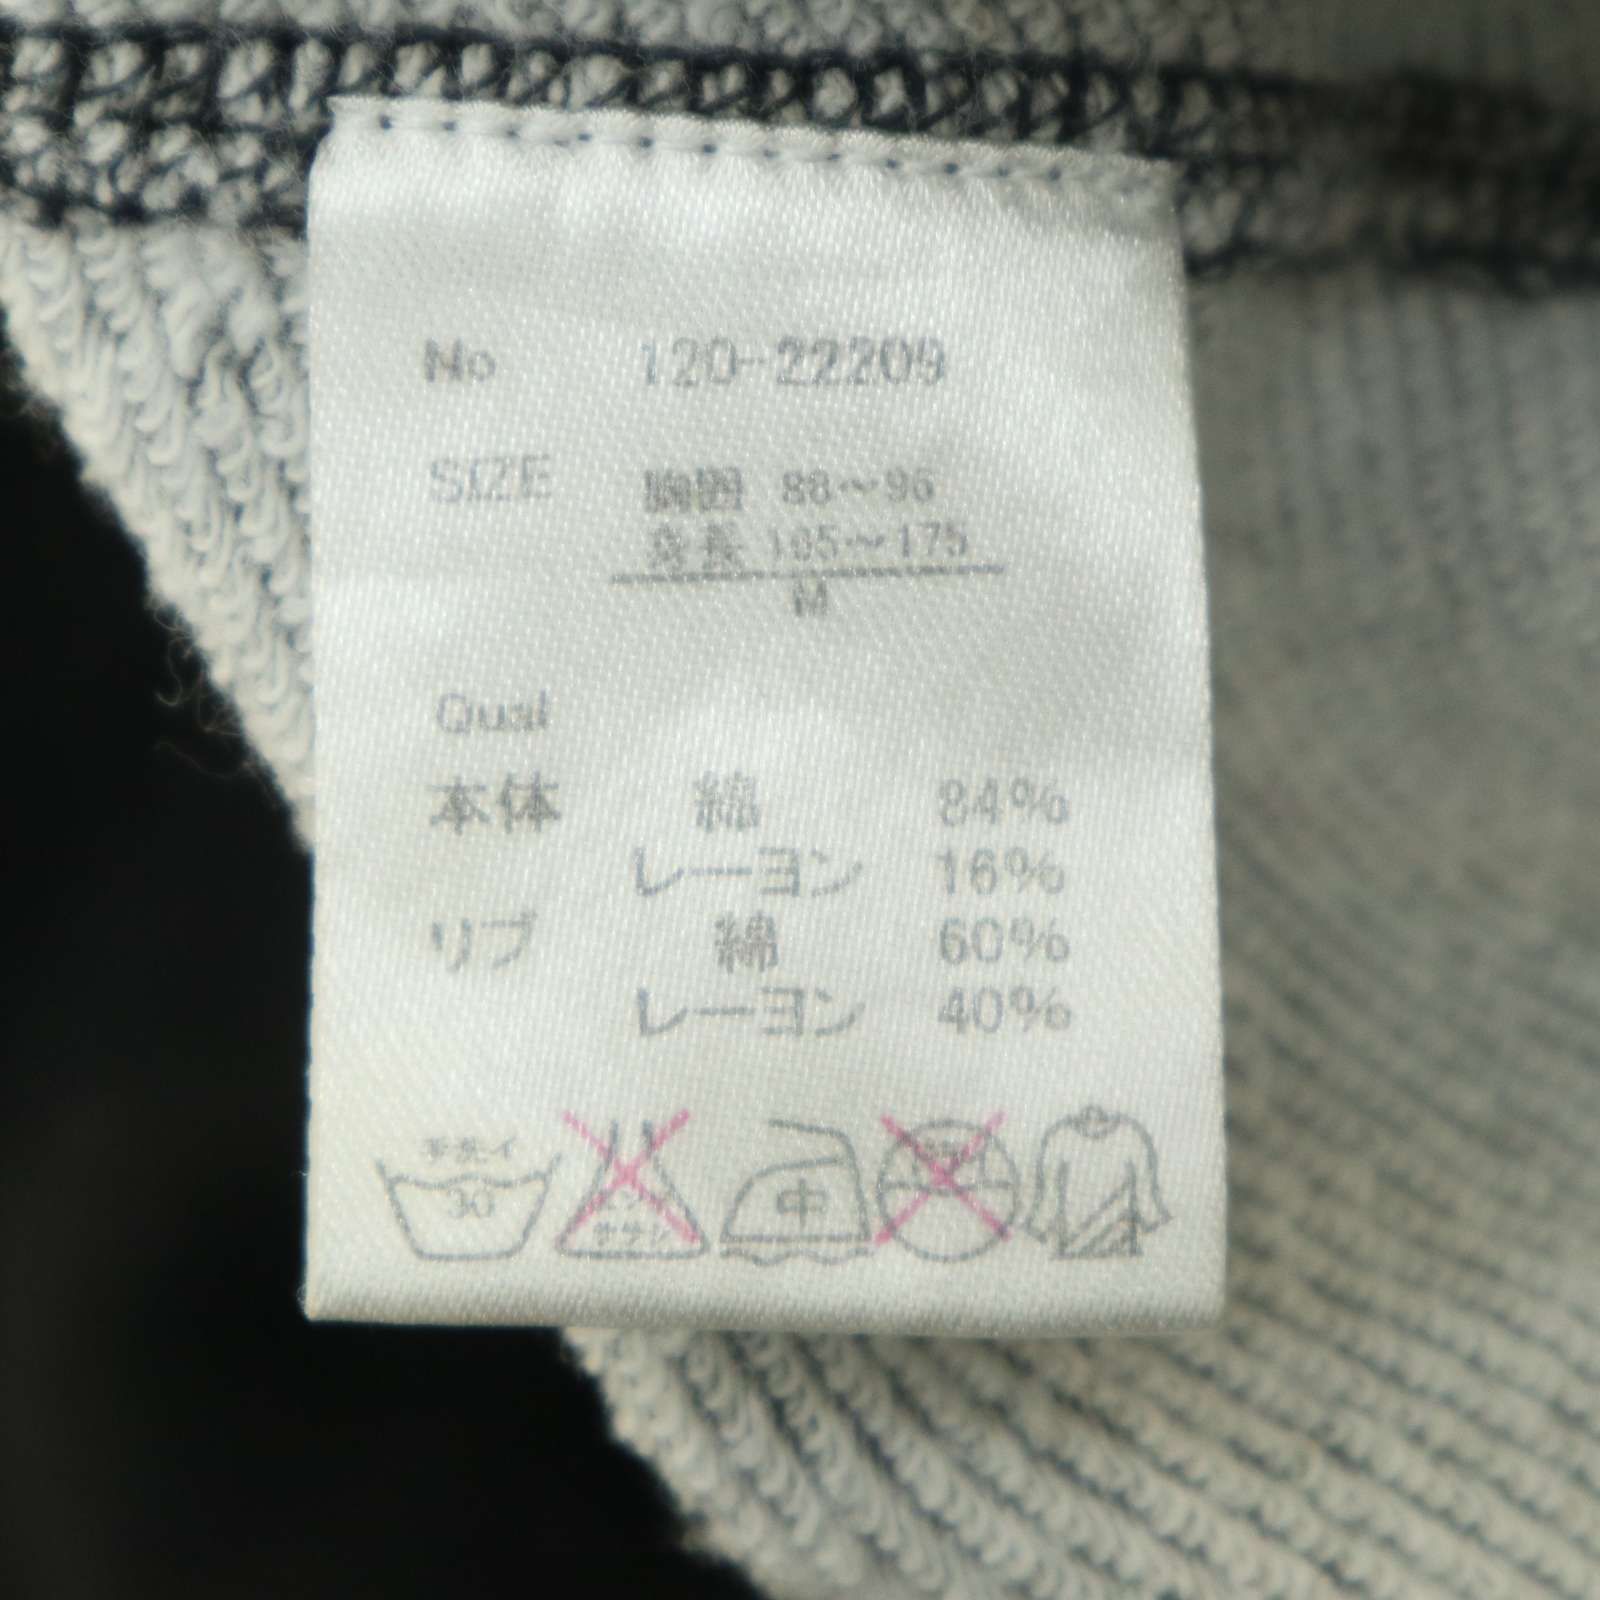 No 120-22209
SIZE 胸囲 88～96
身長 165～175
M
Qual
本体 綿 84%
レーヨン 16%
リブ 綿 60%
レーヨン 40%
手洗イ
30
中